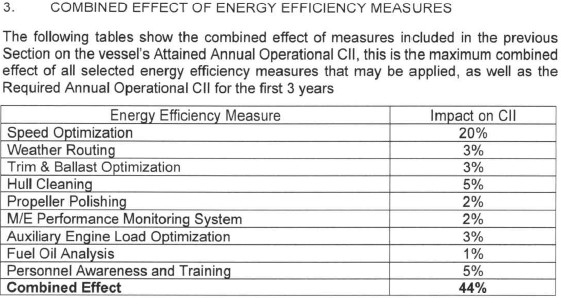 3. COMBINED EFFECT OF ENERGY EFFICIENCY MEASURES
The following tables show the combined effect of measures included in the previous
Section on the vessel's Attained Annual Operational CII, this is the maximum combined
effect of all selected energy efficiency measures that may be applied, as well as the
Required Annual Operational CII for the first 3 years
Energy Efficiency Measure Impact on CII
Speed Optimization 20%
Weather Routing 3%
Trim & Ballast Optimization 3%
Hull Cleaning 5%
Propeller Polishing 2%
M/E Performance Monitoring System 2%
Auxiliary Engine Load Optimization 3%
Fuel Oil Analysis 1%
Personnel Awareness and Training 5%
Combined Effect 44%